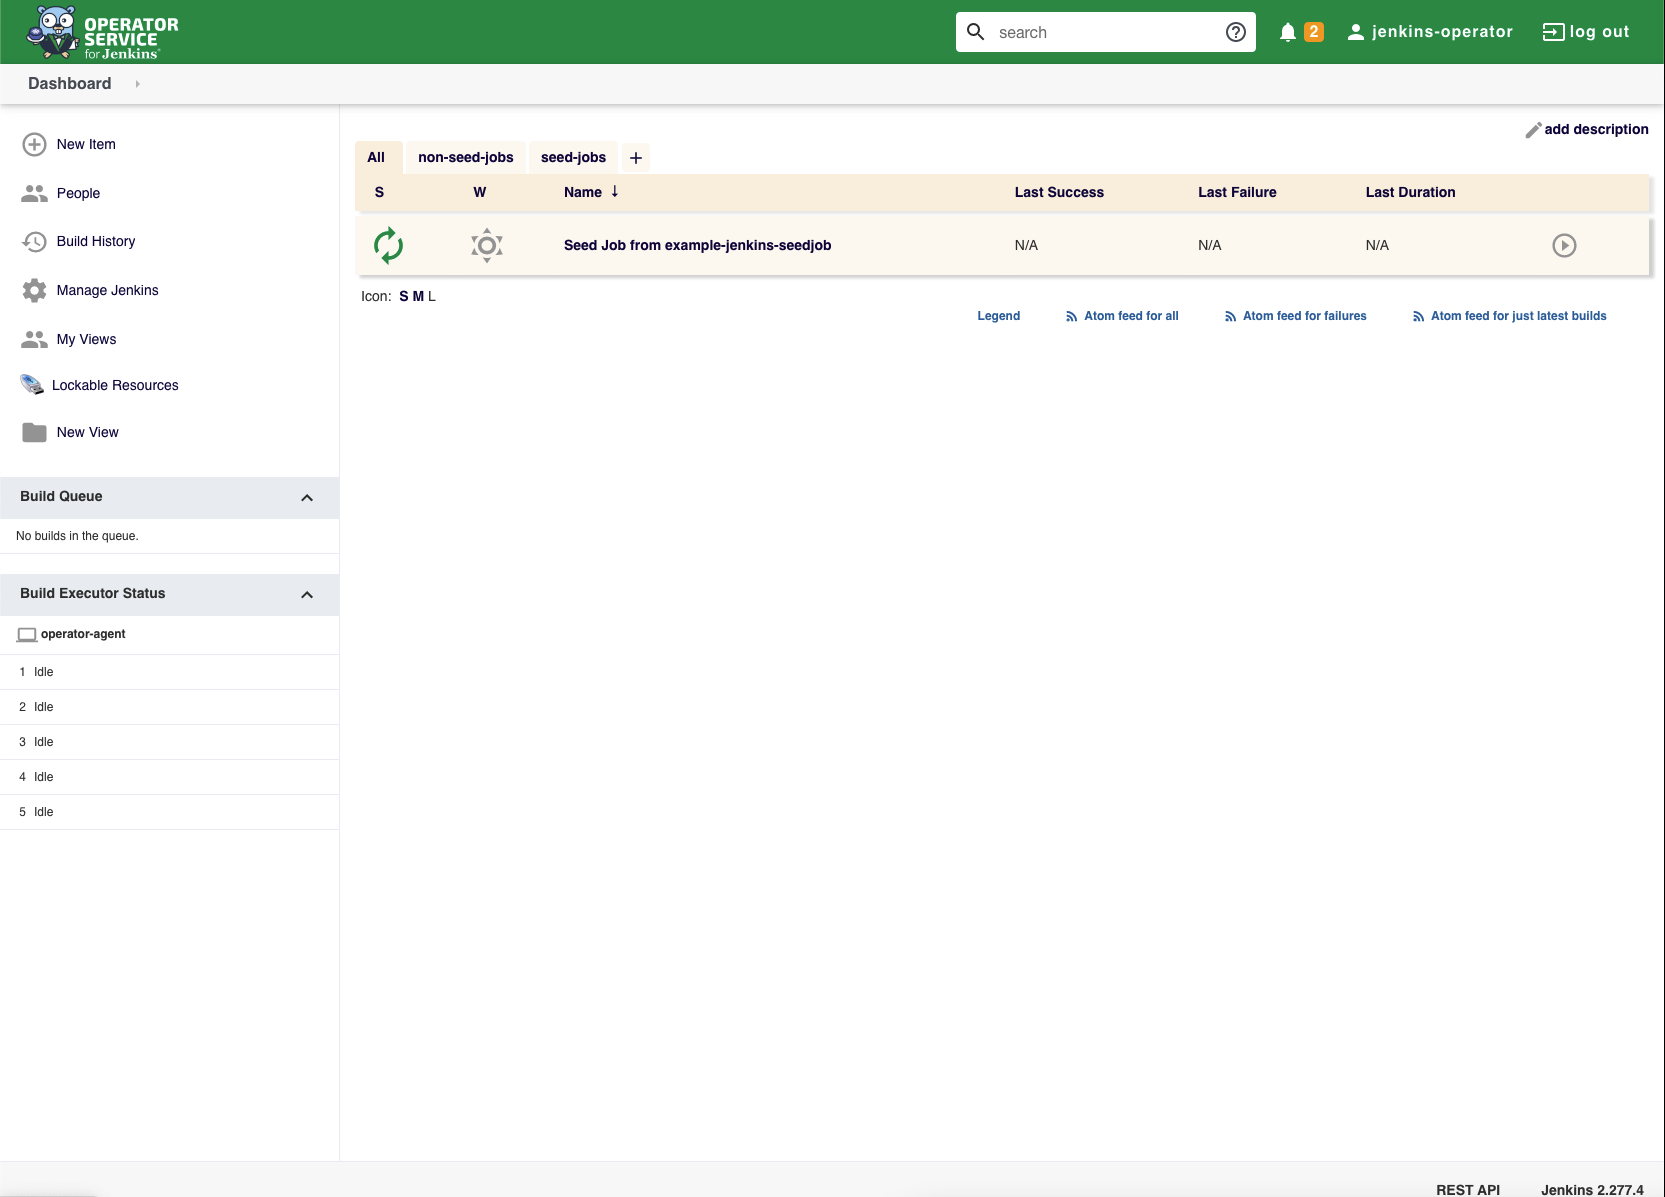 OPERATOR
SERVICE
for Jenkins
search
2
jenkins-operator
log out
Dashboard
New Item
People
Build History
Manage Jenkins
My Views
Lockable Resources
New View
Build Queue
No builds in the queue.
Build Executor Status
operator-agent
1 Idle
2 Idle
3 Idle
4 Idle
5 Idle
add description
All non-seed-jobs seed-jobs +
S W Name ↓ Last Success Last Failure Last Duration
Seed Job from example-jenkins-seedjob N/A N/A N/A
Icon: S M L
Legend Atom feed for all Atom feed for failures Atom feed for just latest builds
REST API Jenkins 2.277.4